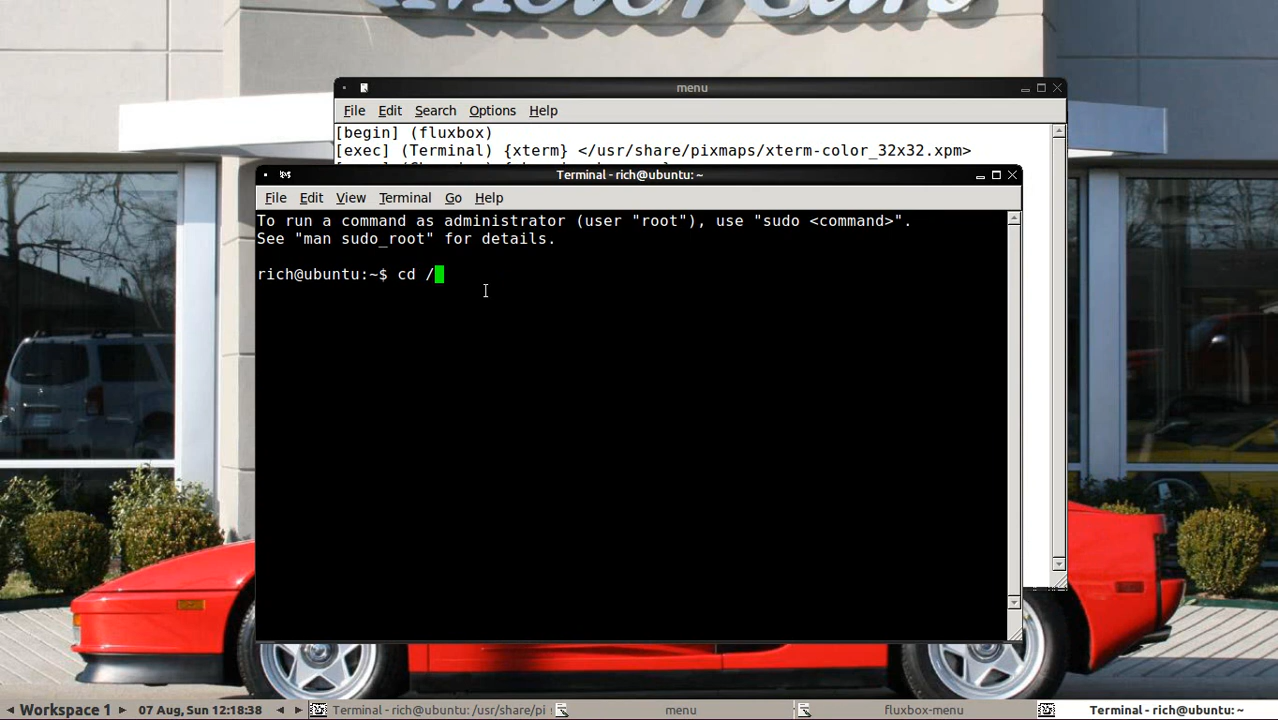 MotorCars
menu
File Edit Search Options Help
[begin] (fluxbox)
[exec] (Terminal) {xterm} </usr/share/pixmaps/xterm-color_32x32.xpm>
Terminal - rich@ubuntu: ~
File Edit View Terminal Go Help
To run a command as administrator (user "root"), use "sudo <command>".
See "man sudo_root" for details.
rich@ubuntu:~$ cd /
Workspace 1 07 Aug, Sun 12:18:38 Terminal - rich@ubuntu: /usr/share/pi menu fluxbox-menu Terminal - rich@ubuntu: ~